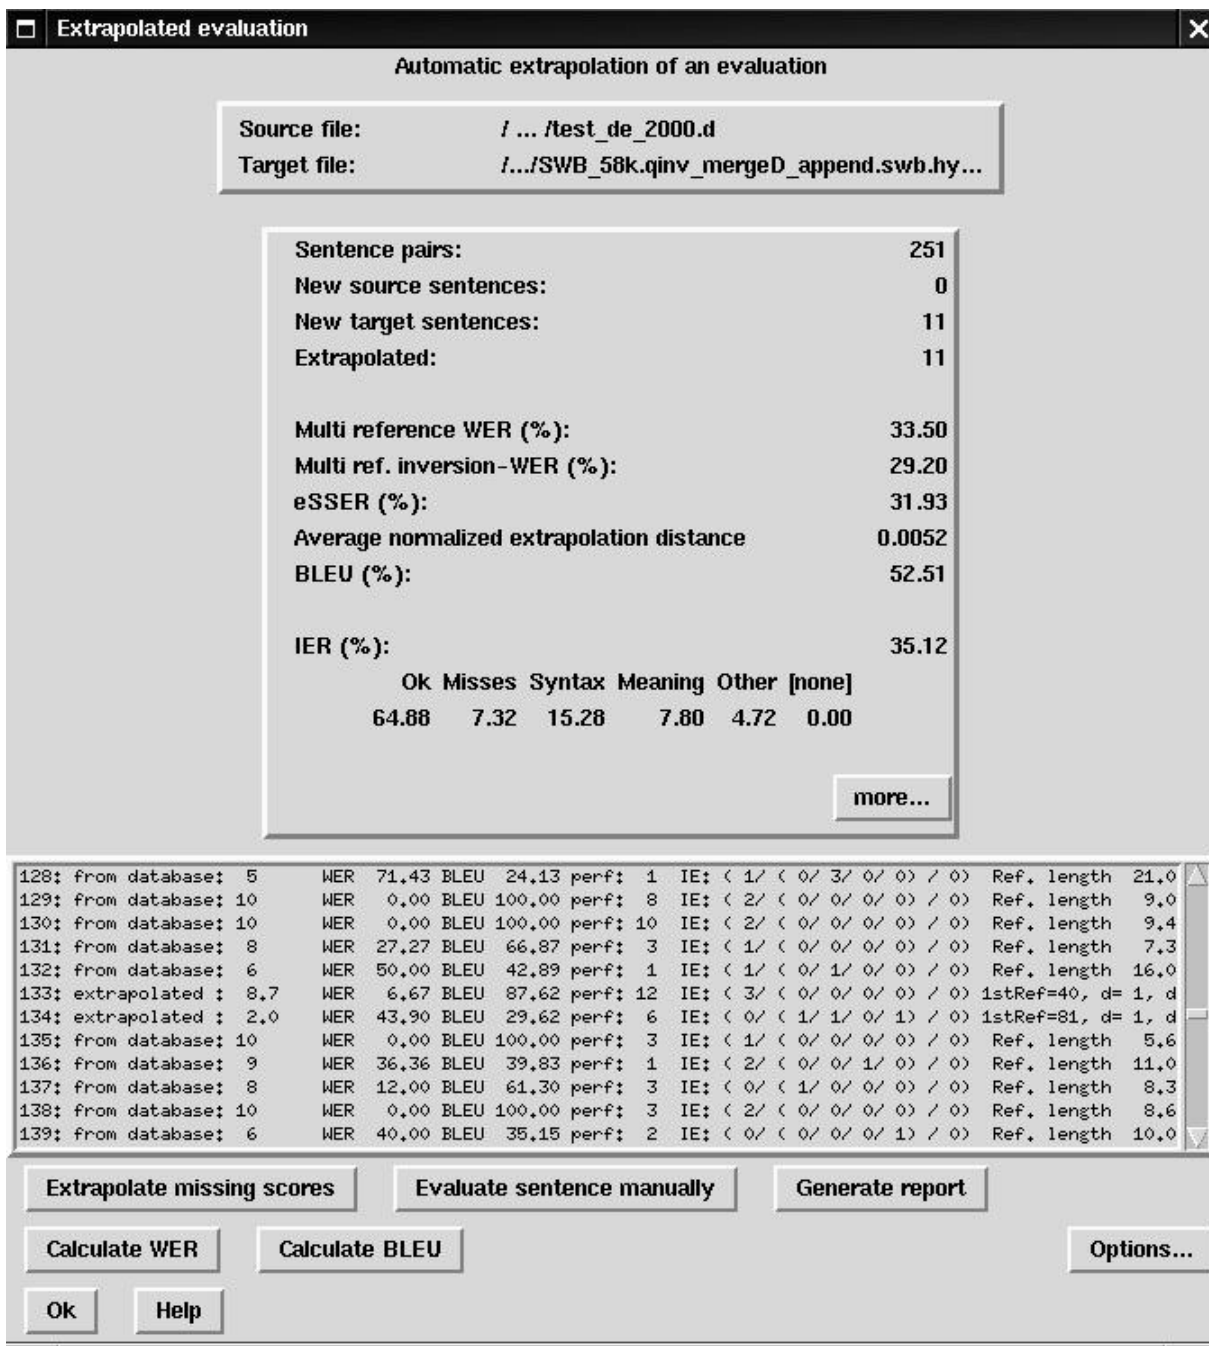 Extrapolated evaluation
Automatic extrapolation of an evaluation
Source file: / ... /test_de_2000.d
Target file: /.../SWB_58k.qinv_mergeD_append.swb.hy...
Sentence pairs: 251
New source sentences: 0
New target sentences: 11
Extrapolated: 11
Multi reference WER (%): 33.50
Multi ref. inversion-WER (%): 29.20
eSSER (%): 31.93
Average normalized extrapolation distance 0.0052
BLEU (%): 52.51
IER (%): 35.12
Ok Misses Syntax Meaning Other [none]
64.88 7.32 15.28 7.80 4.72 0.00
more...
128: from database: 5 WER 71.43 BLEU 24.13 perf: 1 IE: ( 1/ ( 0/ 3/ 0/ 0) / 0) Ref. length 21.0
129: from database: 10 WER 0.00 BLEU 100.00 perf: 8 IE: ( 2/ ( 0/ 0/ 0/ 0) / 0) Ref. length 9.0
130: from database: 10 WER 0.00 BLEU 100.00 perf: 10 IE: ( 2/ ( 0/ 0/ 0/ 0) / 0) Ref. length 9.4
131: from database: 8 WER 27.27 BLEU 66.87 perf: 3 IE: ( 1/ ( 0/ 0/ 0/ 0) / 0) Ref. length 7.3
132: from database: 6 WER 50.00 BLEU 42.89 perf: 1 IE: ( 1/ ( 0/ 1/ 0/ 0) / 0) Ref. length 16.0
133: extrapolated : 8.7 WER 6.67 BLEU 87.62 perf: 12 IE: ( 3/ ( 0/ 0/ 0/ 0) / 0) 1stRef=40, d= 1, d
134: extrapolated : 2.0 WER 43.90 BLEU 29.62 perf: 6 IE: ( 0/ ( 1/ 1/ 0/ 1) / 0) 1stRef=81, d= 1, d
135: from database: 10 WER 0.00 BLEU 100.00 perf: 3 IE: ( 1/ ( 0/ 0/ 0/ 0) / 0) Ref. length 5.6
136: from database: 9 WER 36.36 BLEU 39.83 perf: 1 IE: ( 2/ ( 0/ 0/ 1/ 0) / 0) Ref. length 11.0
137: from database: 8 WER 12.00 BLEU 61.30 perf: 3 IE: ( 0/ ( 1/ 0/ 0/ 0) / 0) Ref. length 8.3
138: from database: 10 WER 0.00 BLEU 100.00 perf: 3 IE: ( 2/ ( 0/ 0/ 0/ 0) / 0) Ref. length 8.6
139: from database: 6 WER 40.00 BLEU 35.15 perf: 2 IE: ( 0/ ( 0/ 0/ 0/ 1) / 0) Ref. length 10.0
Extrapolate missing scores Evaluate sentence manually Generate report
Calculate WER Calculate BLEU Options...
Ok Help